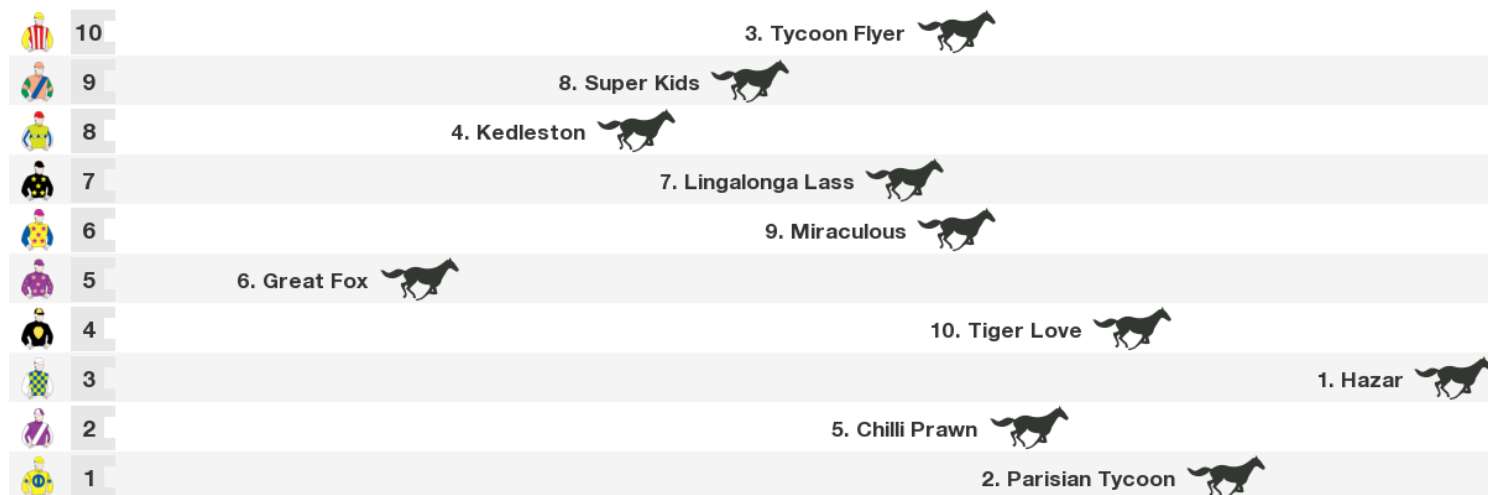 10 3. Tycoon Flyer
9 8. Super Kids
8 4. Kedleston
7 7. Lingalonga Lass
6 9. Miraculous
5 6. Great Fox
4 10. Tiger Love
3 1. Hazar
2 5. Chilli Prawn
1 2. Parisian Tycoon